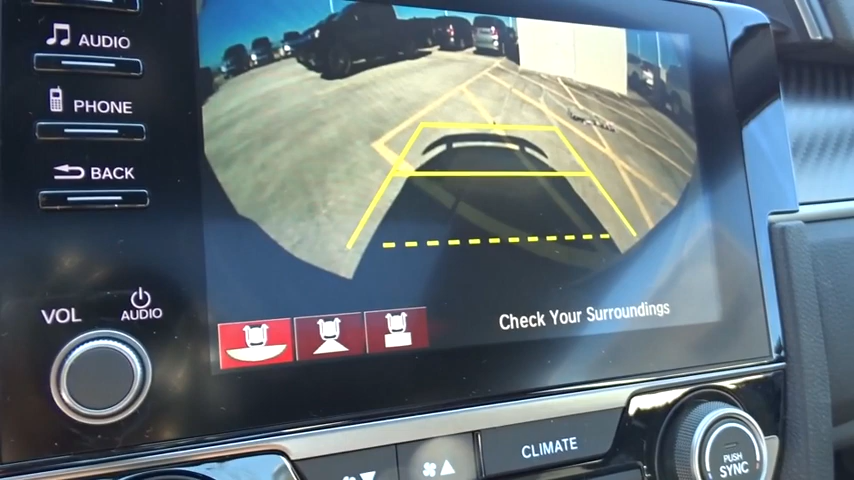 AUDIO
PHONE
BACK
VOL
AUDIO
Check Your Surroundings
CLIMATE
PUSH
SYNC